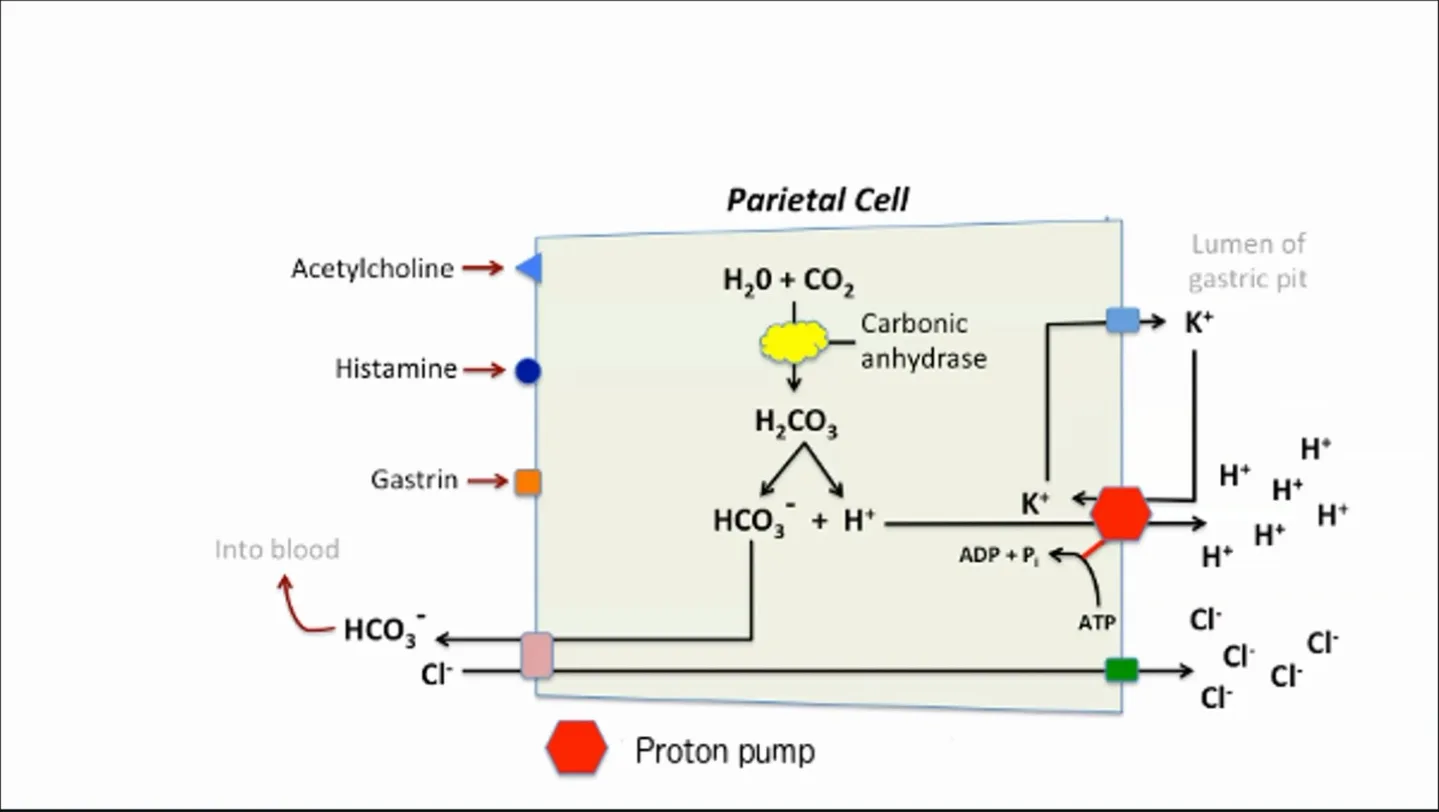 Parietal Cell
Acetylcholine
Histamine
Gastrin
Into blood
HCO₃⁻
Cl⁻
H₂0 + CO₂
Carbonic
anhydrase
H₂CO₃
HCO₃⁻ + H⁺
K⁺
ADP + Pᵢ
ATP
Lumen of
gastric pit
K⁺
H⁺
H⁺
H⁺
H⁺
H⁺
H⁺
Cl⁻
Cl⁻
Cl⁻
Cl⁻
Cl⁻
Proton pump